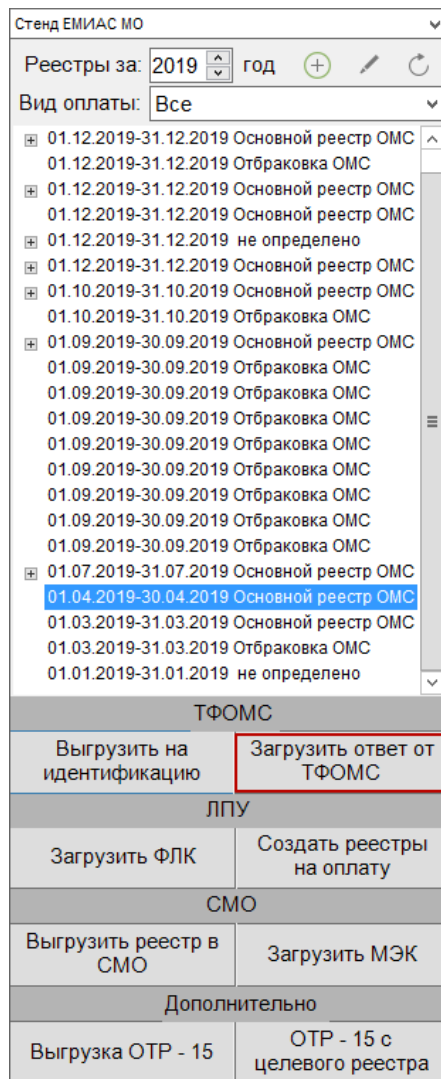 Стенд ЕМИАС МО
Реестры за: 2019 год
Вид оплаты: Все
01.12.2019-31.12.2019 Основной реестр ОМС
01.12.2019-31.12.2019 Отбраковка ОМС
01.12.2019-31.12.2019 Основной реестр ОМС
01.12.2019-31.12.2019 Основной реестр ОМС
01.12.2019-31.12.2019 не определено
01.12.2019-31.12.2019 Основной реестр ОМС
01.10.2019-31.10.2019 Основной реестр ОМС
01.10.2019-31.10.2019 Отбраковка ОМС
01.09.2019-30.09.2019 Основной реестр ОМС
01.09.2019-30.09.2019 Отбраковка ОМС
01.09.2019-30.09.2019 Отбраковка ОМС
01.09.2019-30.09.2019 Отбраковка ОМС
01.09.2019-30.09.2019 Отбраковка ОМС
01.09.2019-30.09.2019 Отбраковка ОМС
01.09.2019-30.09.2019 Отбраковка ОМС
01.09.2019-30.09.2019 Отбраковка ОМС
01.09.2019-30.09.2019 Отбраковка ОМС
01.07.2019-31.07.2019 Основной реестр ОМС
01.04.2019-30.04.2019 Основной реестр ОМС
01.03.2019-31.03.2019 Основной реестр ОМС
01.03.2019-31.03.2019 Отбраковка ОМС
01.01.2019-31.01.2019 не определено
ТФОМС
Выгрузить на
идентификацию
Загрузить ответ от
ТФОМС
ЛПУ
Загрузить ФЛК
Создать реестры
на оплату
СМО
Выгрузить реестр в
СМО
Загрузить МЭК
Дополнительно
Выгрузка ОТР - 15
ОТР - 15 с
целевого реестра